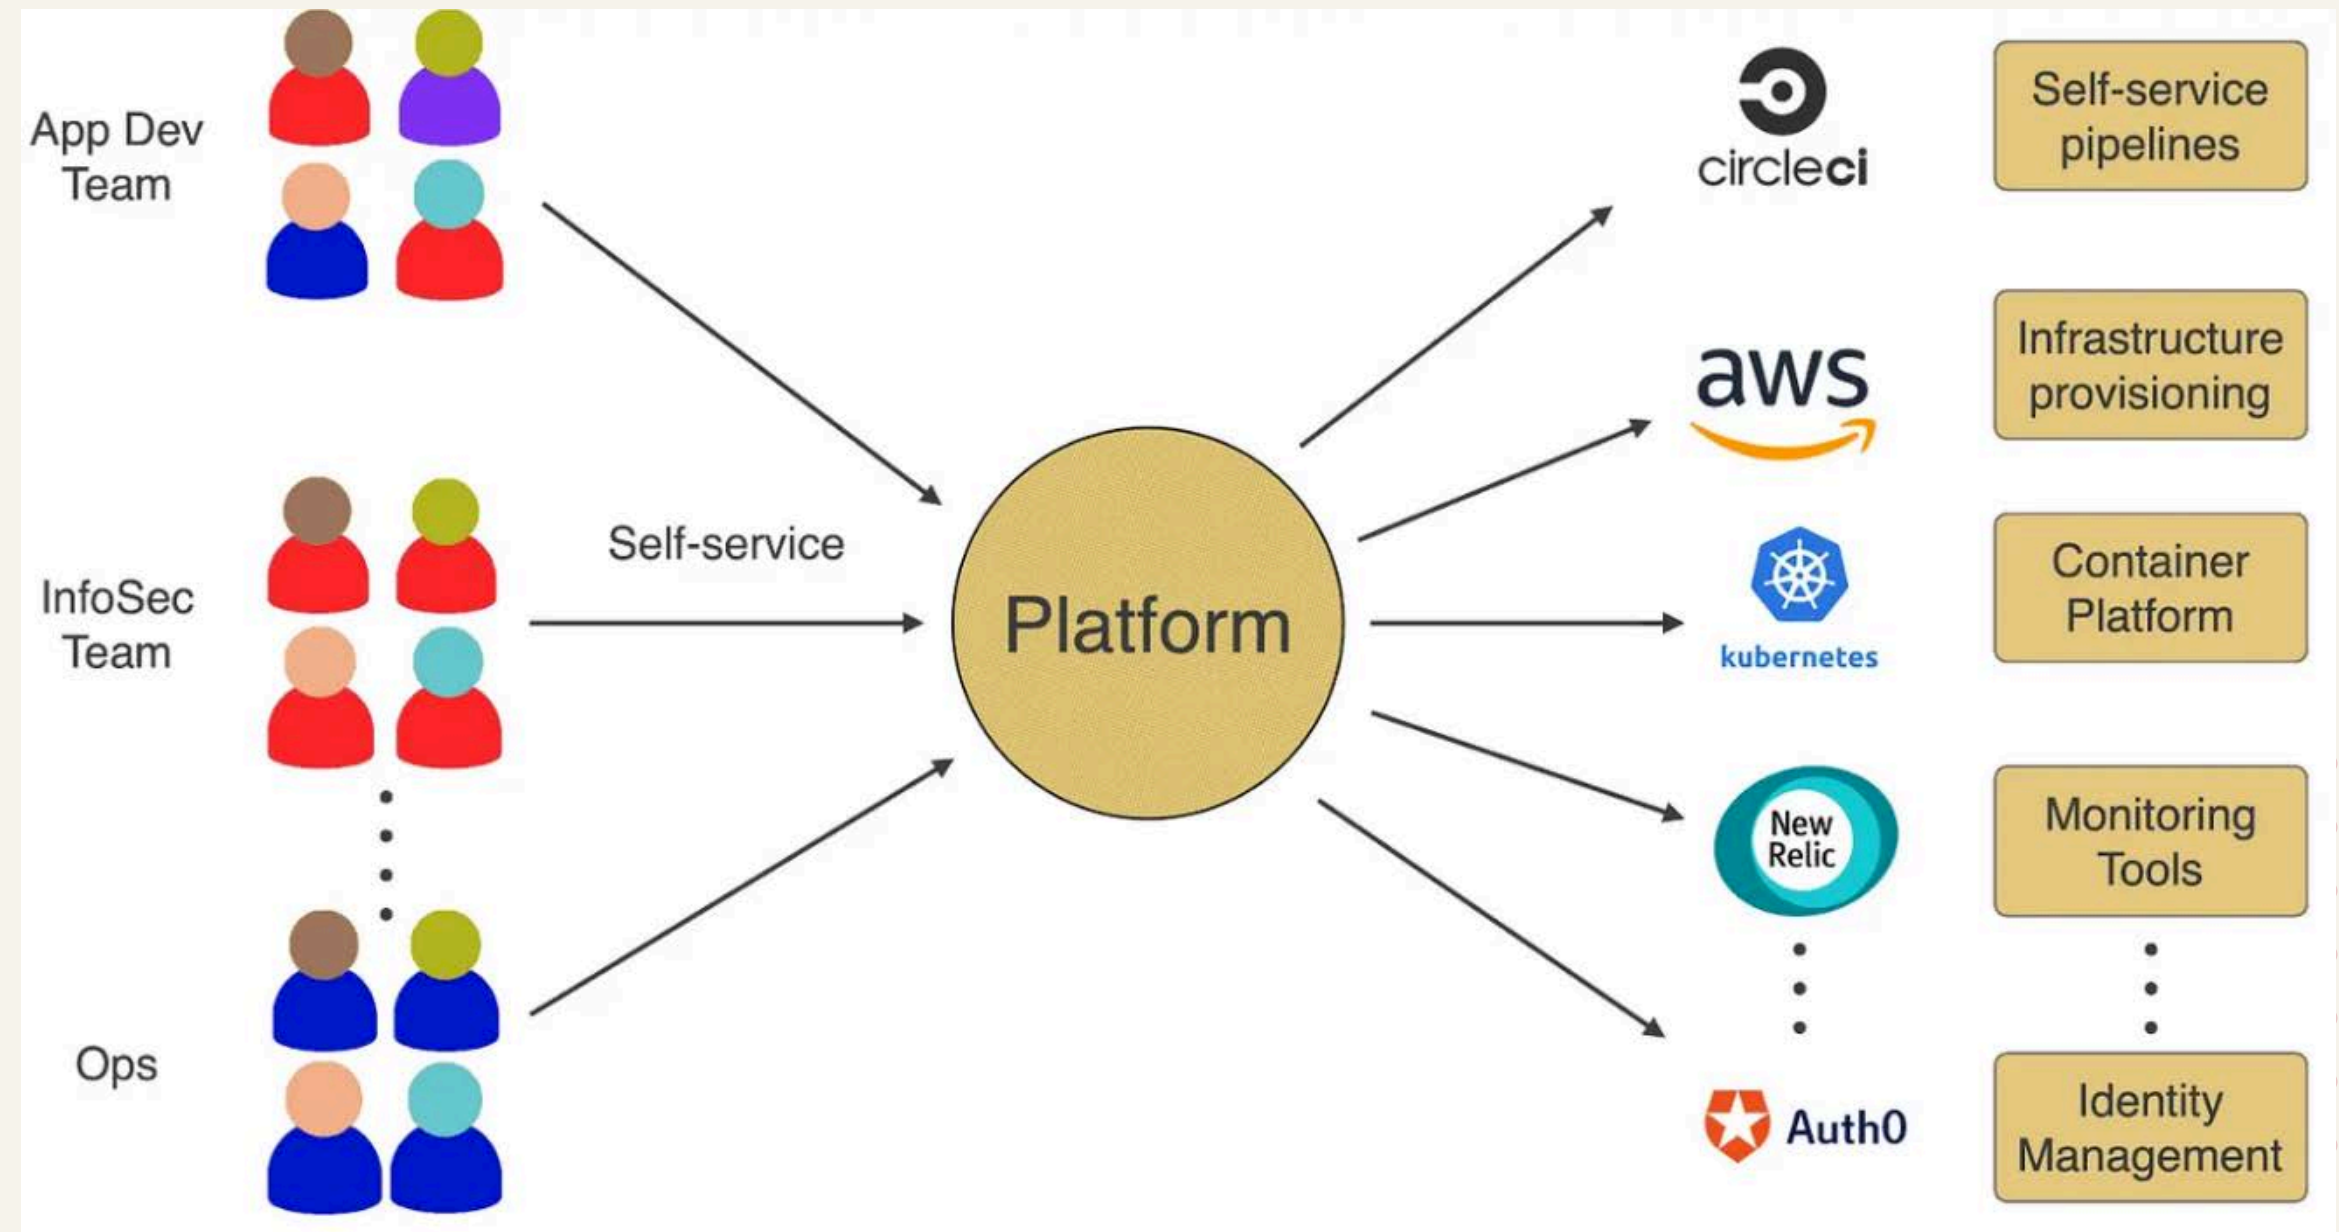 App Dev
Team
InfoSec
Team
Ops
Self-service
Platform
circleci
Self-service
pipelines
aws
Infrastructure
provisioning
kubernetes
Container
Platform
New
Relic
Monitoring
Tools
Auth0
Identity
Management